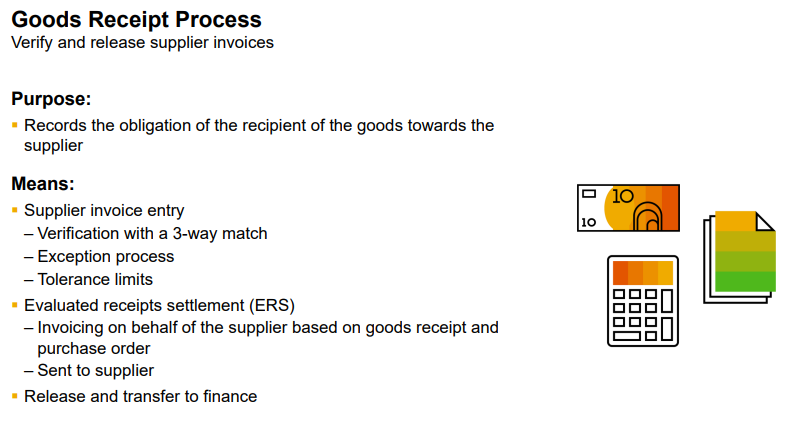 Goods Receipt Process
Verify and release supplier invoices
Purpose:
▪ Records the obligation of the recipient of the goods towards the
supplier
Means:
▪ Supplier invoice entry
– Verification with a 3-way match
– Exception process
– Tolerance limits
▪ Evaluated receipts settlement (ERS)
– Invoicing on behalf of the supplier based on goods receipt and
purchase order
– Sent to supplier
▪ Release and transfer to finance
10
10